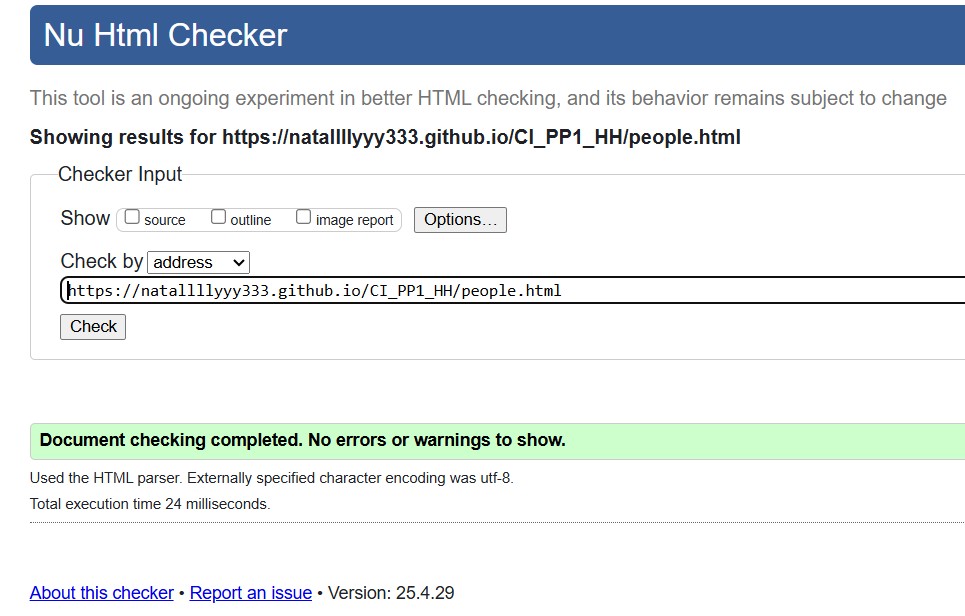 Nu Html Checker
This tool is an ongoing experiment in better HTML checking, and its behavior remains subject to change
Showing results for https://natallllyyy333.github.io/CI_PP1_HH/people.html
Checker Input
Show source outline image report Options...
Check by address
https://natallllyyy333.github.io/CI_PP1_HH/people.html
Check
Document checking completed. No errors or warnings to show.
Used the HTML parser. Externally specified character encoding was utf-8.
Total execution time 24 milliseconds.
About this checker • Report an issue • Version: 25.4.29